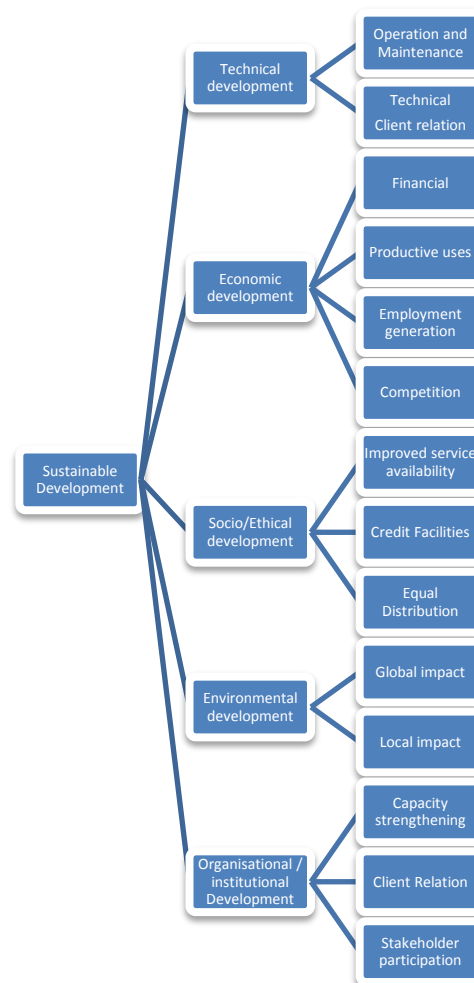 Operation and
Maintenance
Technical
development
Technical
Client relation
Financial
Productive uses
Economic
development
Employment
generation
Competition
Sustainable
Development
Improved service
availability
Socio/Ethical
development
Credit Facilities
Equal
Distribution
Global impact
Environmental
development
Local impact
Capacity
strengthening
Organisational /
institutional
Development
Client Relation
Stakeholder
participation